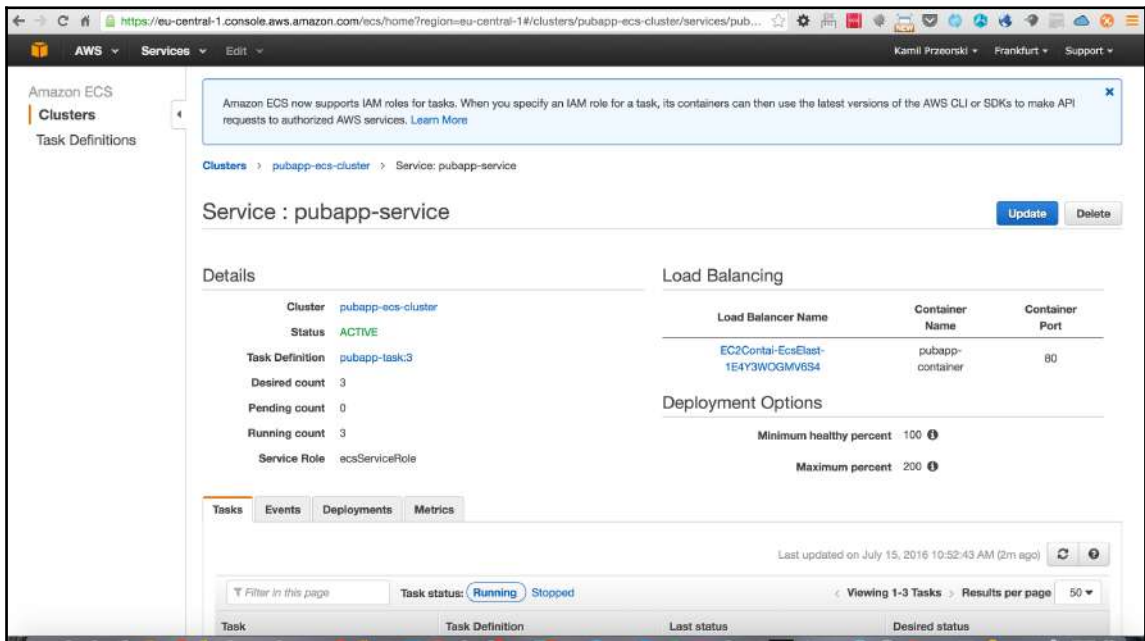 https://eu-central-1.console.aws.amazon.com/ecs/home?region=eu-central-1#/clusters/pubapp-ecs-cluster/services/pub...
AWS Services Edit Kamil Przeorski Frankfurt Support
Amazon ECS
Clusters
Task Definitions
Amazon ECS now supports IAM roles for tasks. When you specify an IAM role for a task, its containers can then use the latest versions of the AWS CLI or SDKs to make API
requests to authorized AWS services. Learn More
Clusters > pubapp-ecs-cluster > Service: pubapp-service
Service : pubapp-service
Update Delete
Details
Cluster pubapp-ecs-cluster
Status ACTIVE
Task Definition pubapp-task:3
Desired count 3
Pending count 0
Running count 3
Service Role ecsServiceRole
Load Balancing
Load Balancer Name Container Name Container Port
EC2Contai-EcsElast-1E4Y3WOGMV6S4 pubapp-container 80
Deployment Options
Minimum healthy percent 100
Maximum percent 200
Tasks Events Deployments Metrics
Last updated on July 15, 2016 10:52:43 AM (2m ago)
Filter in this page Task status: Running Stopped < Viewing 1-3 Tasks > Results per page 50
Task Task Definition Last status Desired status